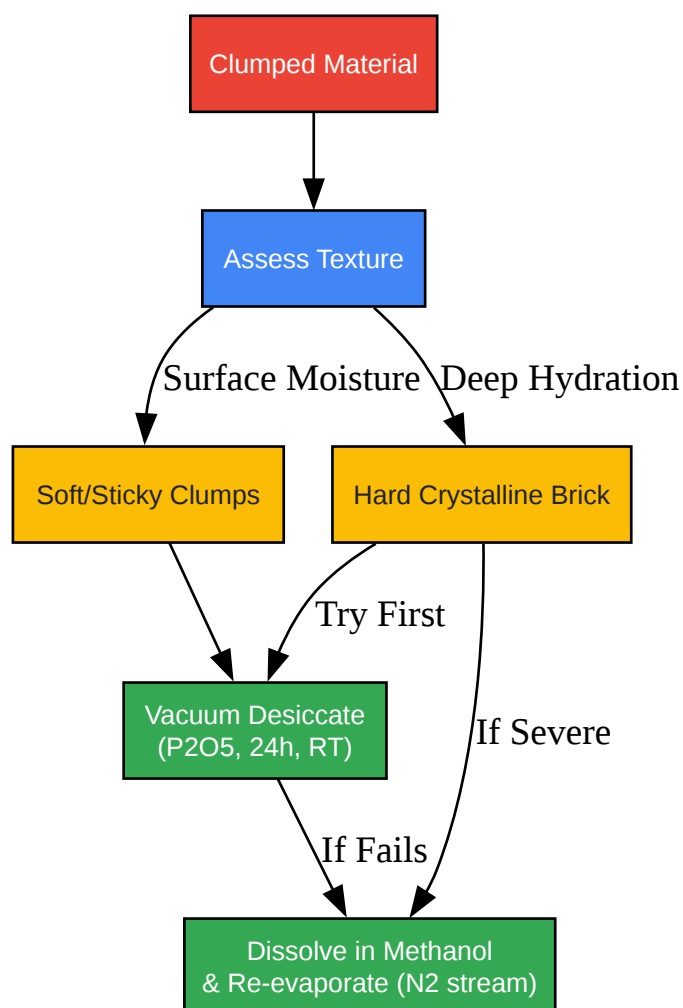 Clumped Material
Assess Texture
Surface Moisture
Deep Hydration
Soft/Sticky Clumps
Hard Crystalline Brick
Try First
Vacuum Desiccate
(P2O5, 24h, RT)
If Severe
If Fails
Dissolve in Methanol
& Re-evaporate (N2 stream)